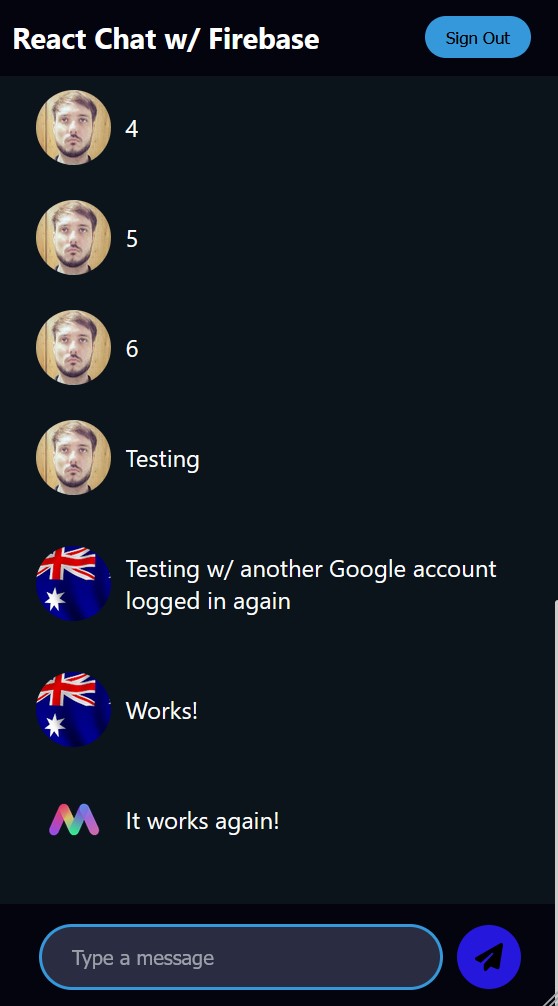 React Chat w/ Firebase
Sign Out
4
5
6
Testing
Testing w/ another Google account
logged in again
Works!
It works again!
Type a message